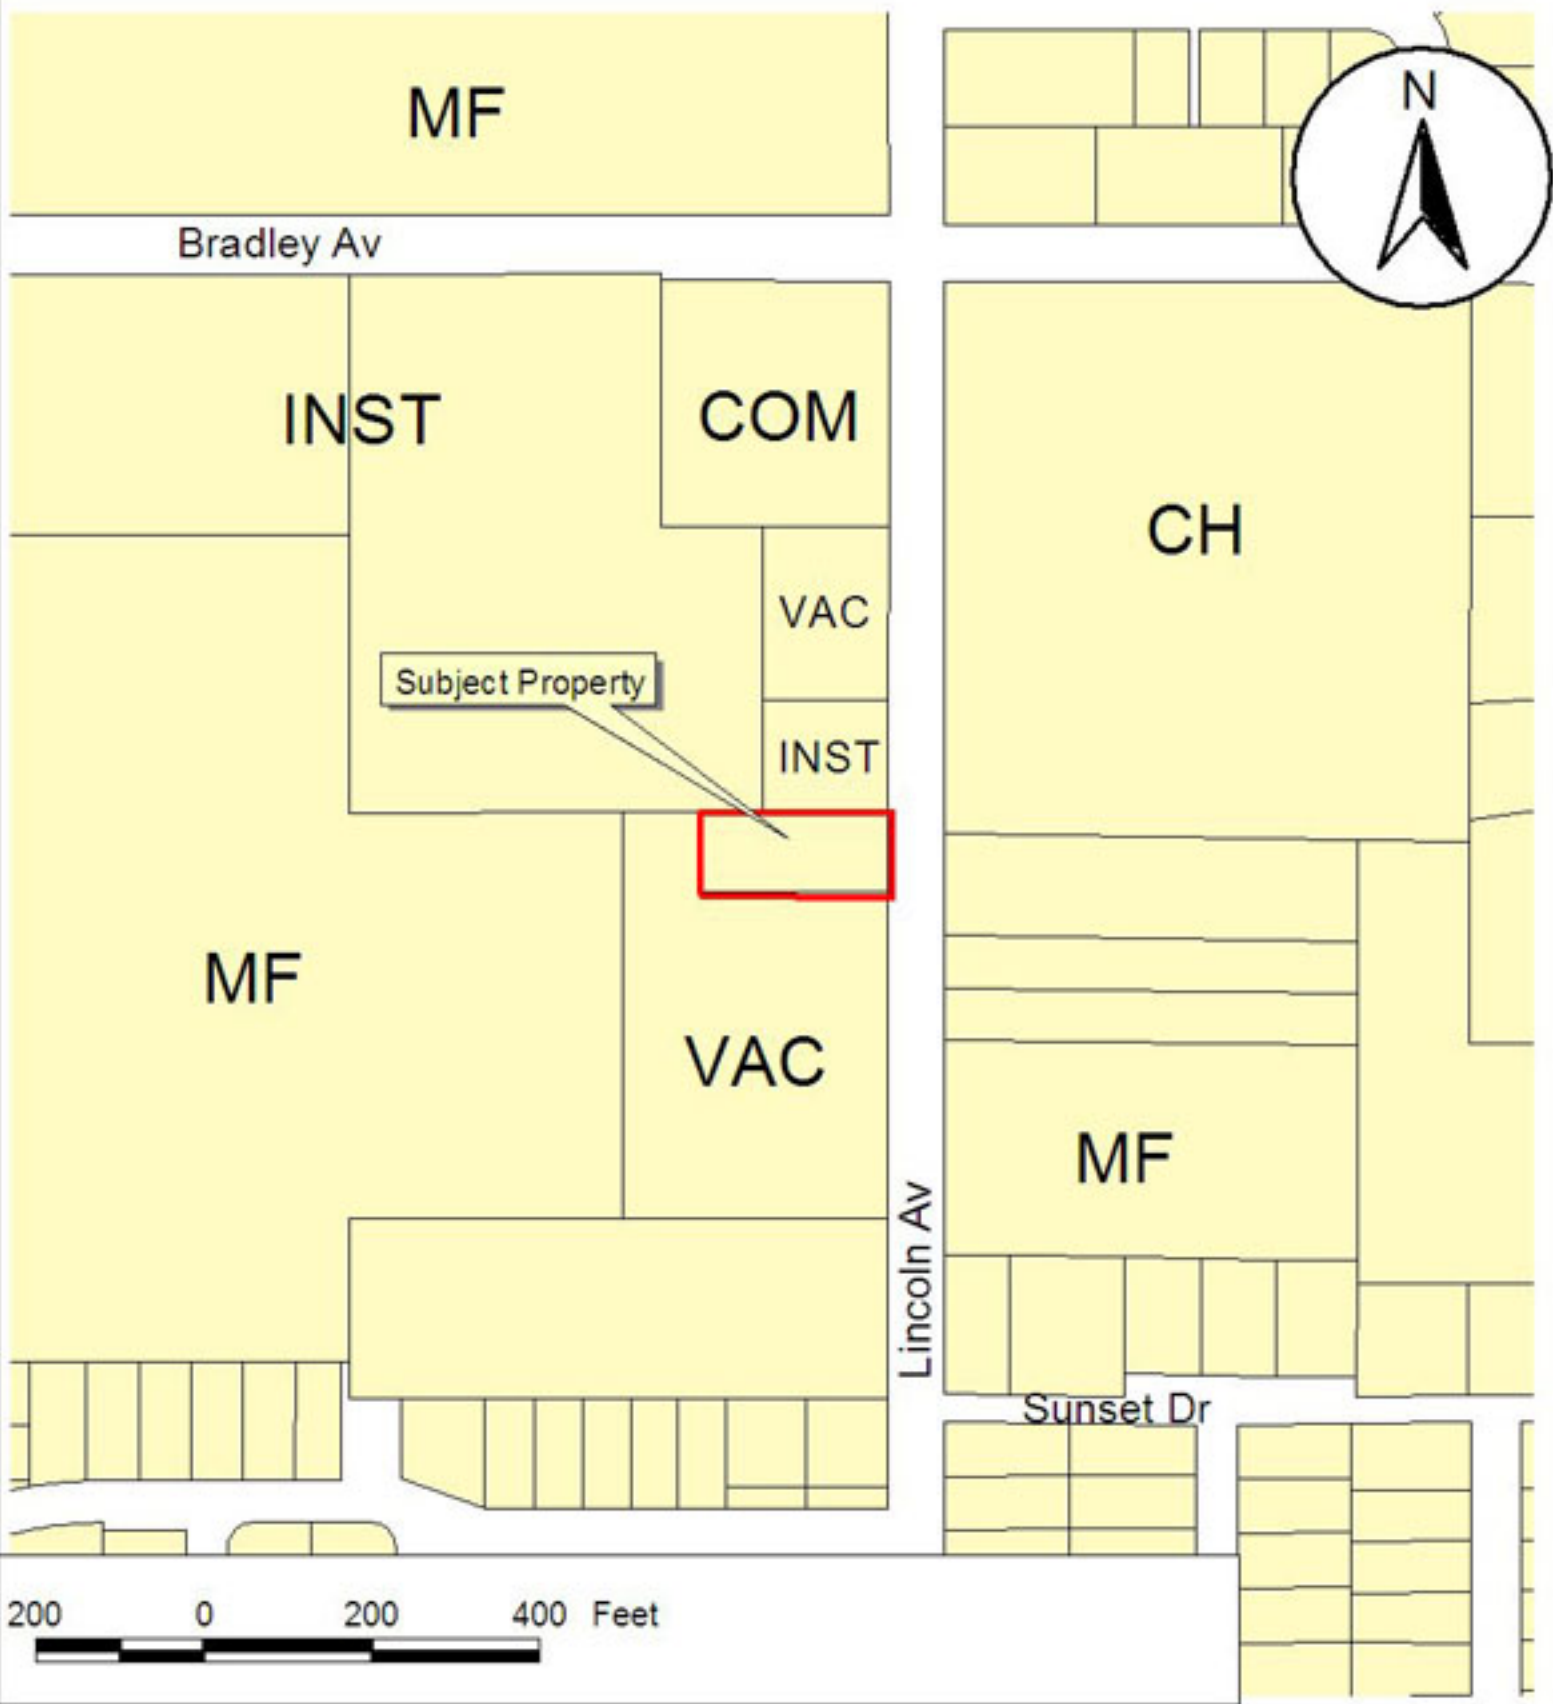 MF
N
Bradley Av
INST
COM
CH
VAC
Subject Property
INST
MF
VAC
MF
Lincoln Av
Sunset Dr
200 0 200 400 Feet